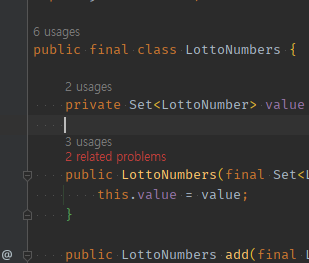 6 usages
public final class LottoNumbers {
2 usages
private Set<LottoNumber> value
3 usages
2 related problems
public LottoNumbers(final Set<L
this.value = value;
}
@ public LottoNumbers add(final L